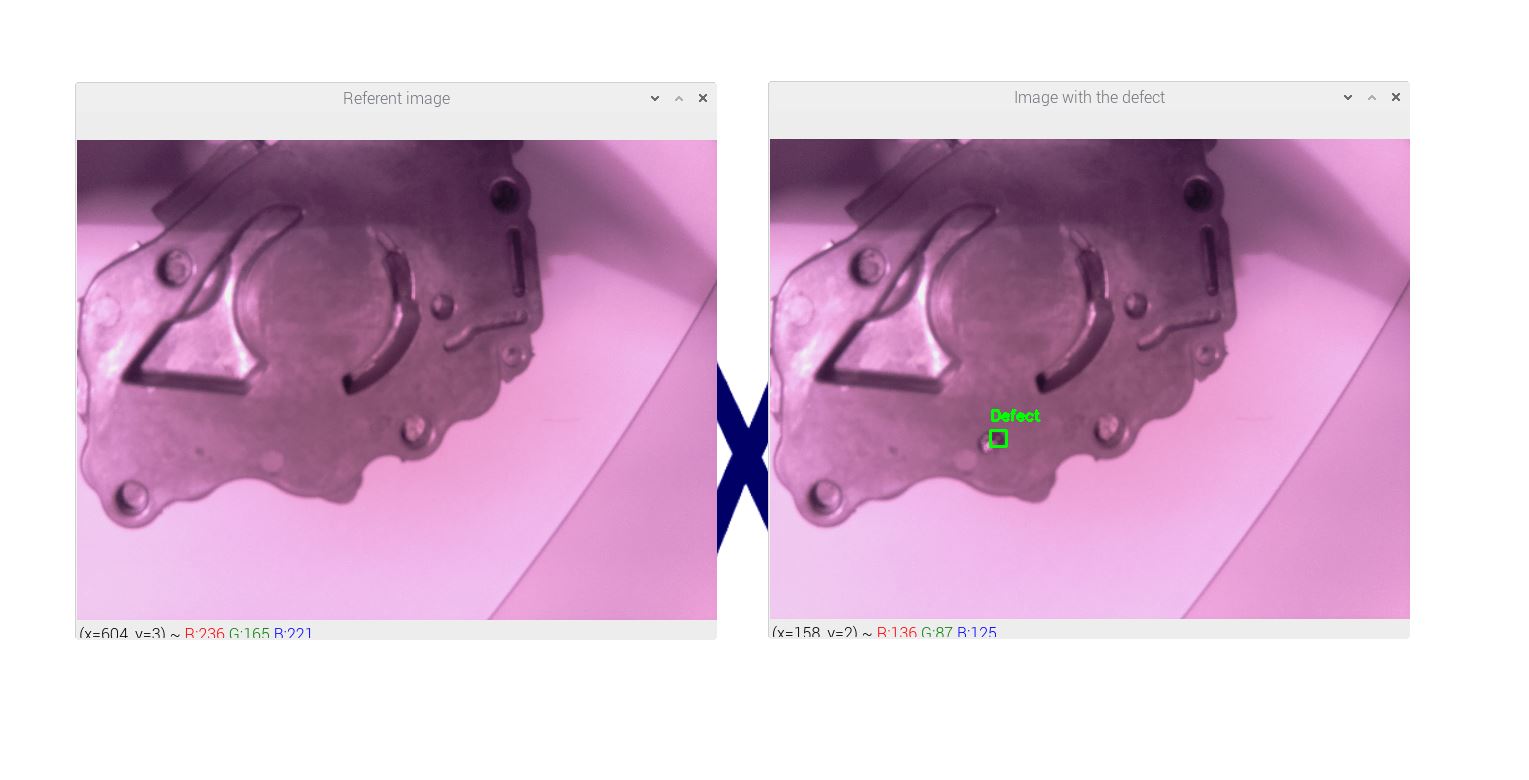 Referent image
Image with the defect
Defect
(x=604, y=3) ~ R:236 G:165 B:221
(x=158, y=2) ~ R:136 G:87 B:125